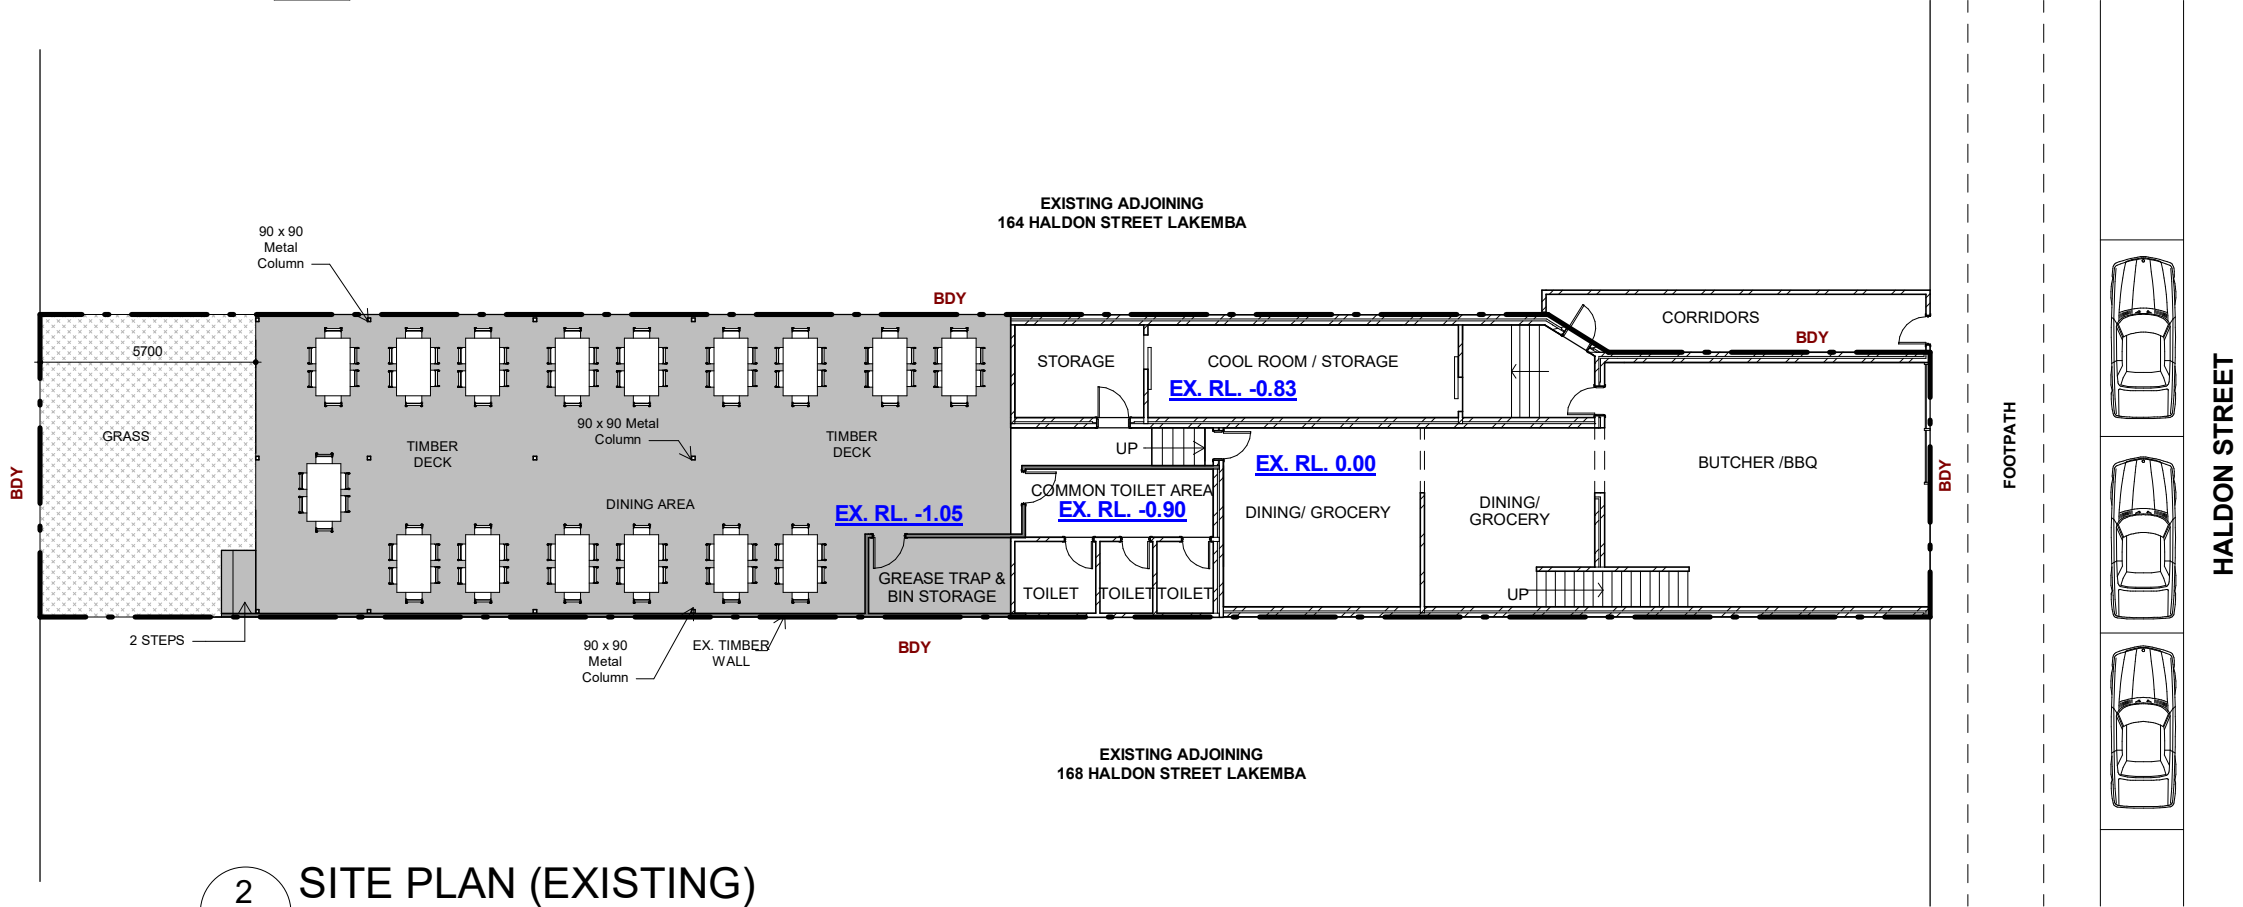 EXISTING ADJOINING
164 HALDON STREET LAKEMBA
90 x 90
Metal
Column
BDY
CORRIDORS
BDY
5700
STORAGE
COOL ROOM / STORAGE
EX. RL. -0.83
GRASS
TIMBER
DECK
90 x 90 Metal
Column
TIMBER
DECK
UP
EX. RL. 0.00
BUTCHER /BBQ
BDY
BDY
FOOTPATH
HALDON STREET
DINING AREA
EX. RL. -1.05
COMMON TOILET AREA
EX. RL. -0.90
DINING/ GROCERY
DINING/
GROCERY
GREASE TRAP &
BIN STORAGE
TOILET
TOILET
TOILET
UP
2 STEPS
90 x 90
Metal
Column
EX. TIMBER
WALL
BDY
EXISTING ADJOINING
168 HALDON STREET LAKEMBA
2
SITE PLAN (EXISTING)